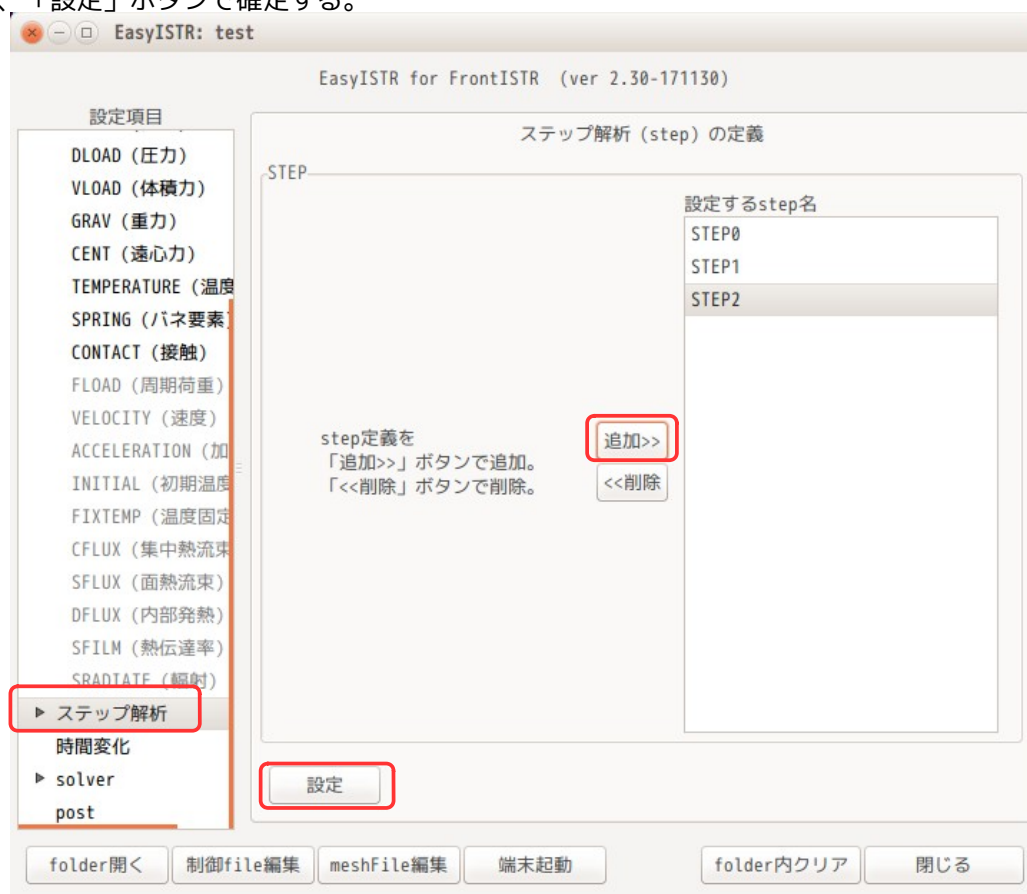 、「設定」ボタンで確定する。
EasyISTR: test
EasyISTR for FrontISTR (ver 2.30-171130)
設定項目
DLOAD (圧力)
VLOAD (体積力)
GRAV (重力)
CENT (遠心力)
TEMPERATURE (温度
SPRING (バネ要素)
CONTACT (接触)
FLOAD (周期荷重)
VELOCITY (速度)
ACCELERATION (加
INITIAL (初期温度
FIXTEMP (温度固定
CFLUX (集中熱流束
SFLUX (面熱流束)
DFLUX (内部発熱)
SFILM (熱伝達率)
SRADIATE (輻射)
ステップ解析
時間変化
solver
post
ステップ解析 (step) の定義
STEP
設定するstep名
STEP0
STEP1
STEP2
step定義を
「追加>>」ボタンで追加。
「<<削除」ボタンで削除。
追加>>
<<削除
設定
folder開く
制御file編集
meshFile編集
端末起動
folder内クリア
閉じる